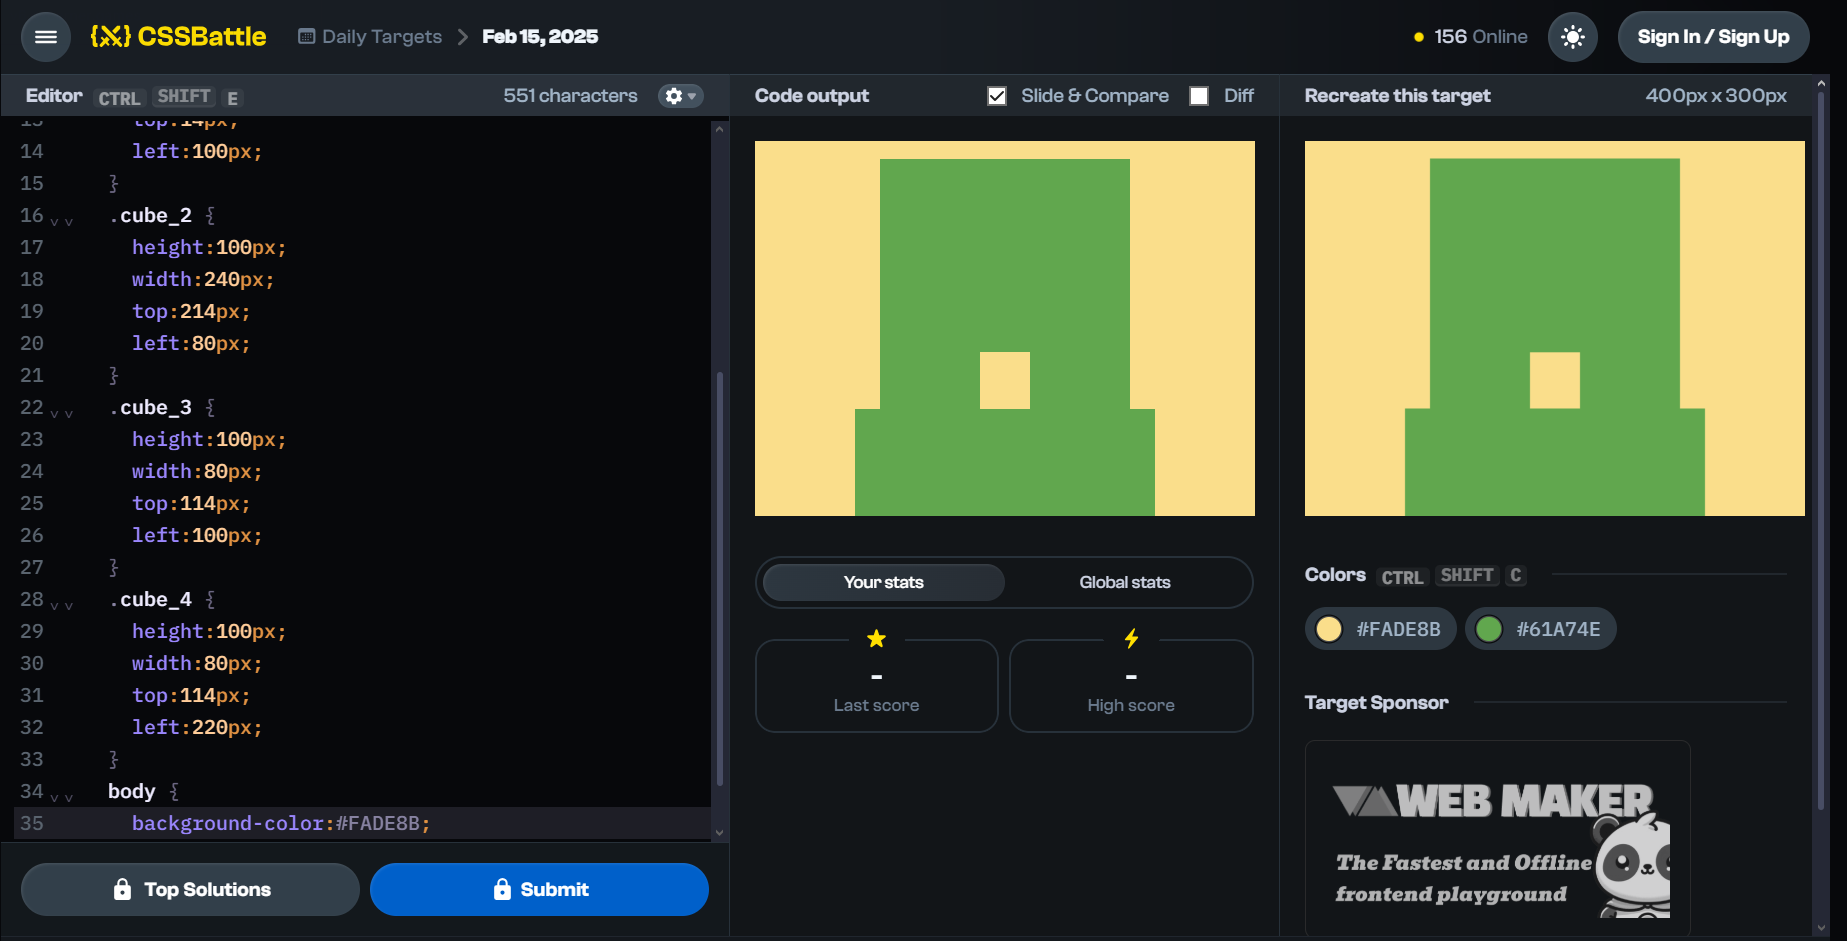 CSSBattle
Daily Targets
Feb 15, 2025
156 Online
Sign In / Sign Up
Editor CTRL SHIFT E
551 characters
Code output
Slide & Compare
Diff
Recreate this target
400px x 300px
13 top:14px;
14 left:100px;
15 }
16 .cube_2 {
17 height:100px;
18 width:240px;
19 top:214px;
20 left:80px;
21 }
22 .cube_3 {
23 height:100px;
24 width:80px;
25 top:114px;
26 left:100px;
27 }
28 .cube_4 {
29 height:100px;
30 width:80px;
31 top:114px;
32 left:220px;
33 }
34 body {
35 background-color:#FADE8B;
Top Solutions
Submit
Your stats
Global stats
-
Last score
-
High score
Colors CTRL SHIFT C
#FADE8B
#61A74E
Target Sponsor
WEB MAKER
The Fastest and Offline
frontend playground